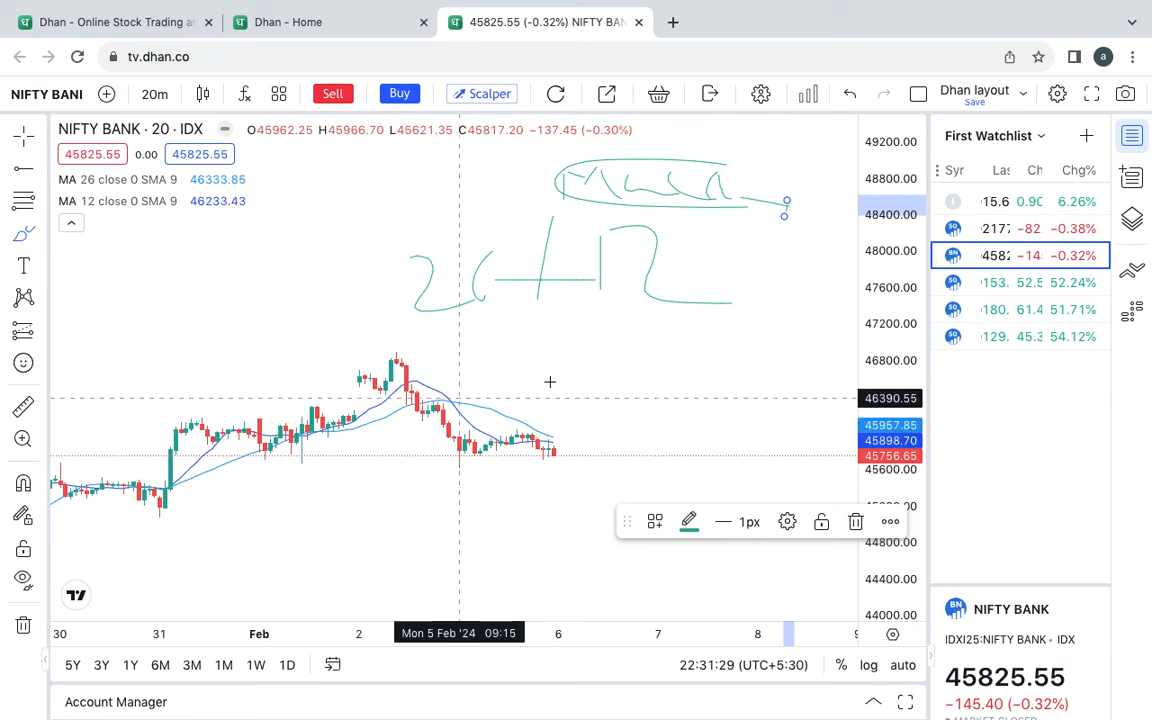 Dhan - Online Stock Trading an
Dhan - Home
45825.55 (-0.32%) NIFTY BAN
tv.dhan.co
a
NIFTY BANI
20m
Sell
Buy
Scalper
Dhan layout
Save
NIFTY BANK · 20 · IDX
O45962.25 H45966.70 L45621.35 C45817.20 −137.45 (−0.30%)
45825.55 0.00 45825.55
MA 26 close 0 SMA 9 46333.85
MA 12 close 0 SMA 9 46233.43
26 + 12
49200.00
48800.00
48400.00
48000.00
47600.00
47200.00
46800.00
46390.55
45957.85
45898.70
45756.65
45600.00
44800.00
44400.00
44000.00
1px
30 31 Feb 2 Mon 5 Feb '24 09:15 6 7 8
5Y 3Y 1Y 6M 3M 1M 1W 1D
22:31:29 (UTC+5:30) % log auto
Account Manager
First Watchlist
Syr Las Ch Chg%
15.6 0.90 6.26%
2177 −82. −0.38%
4582 −14 −0.32%
153. 52.5 52.24%
180. 61.4 51.71%
129. 45.3 54.12%
BN NIFTY BANK
IDXI25:NIFTY BANK · IDX
45825.55
−145.40 (−0.32%)